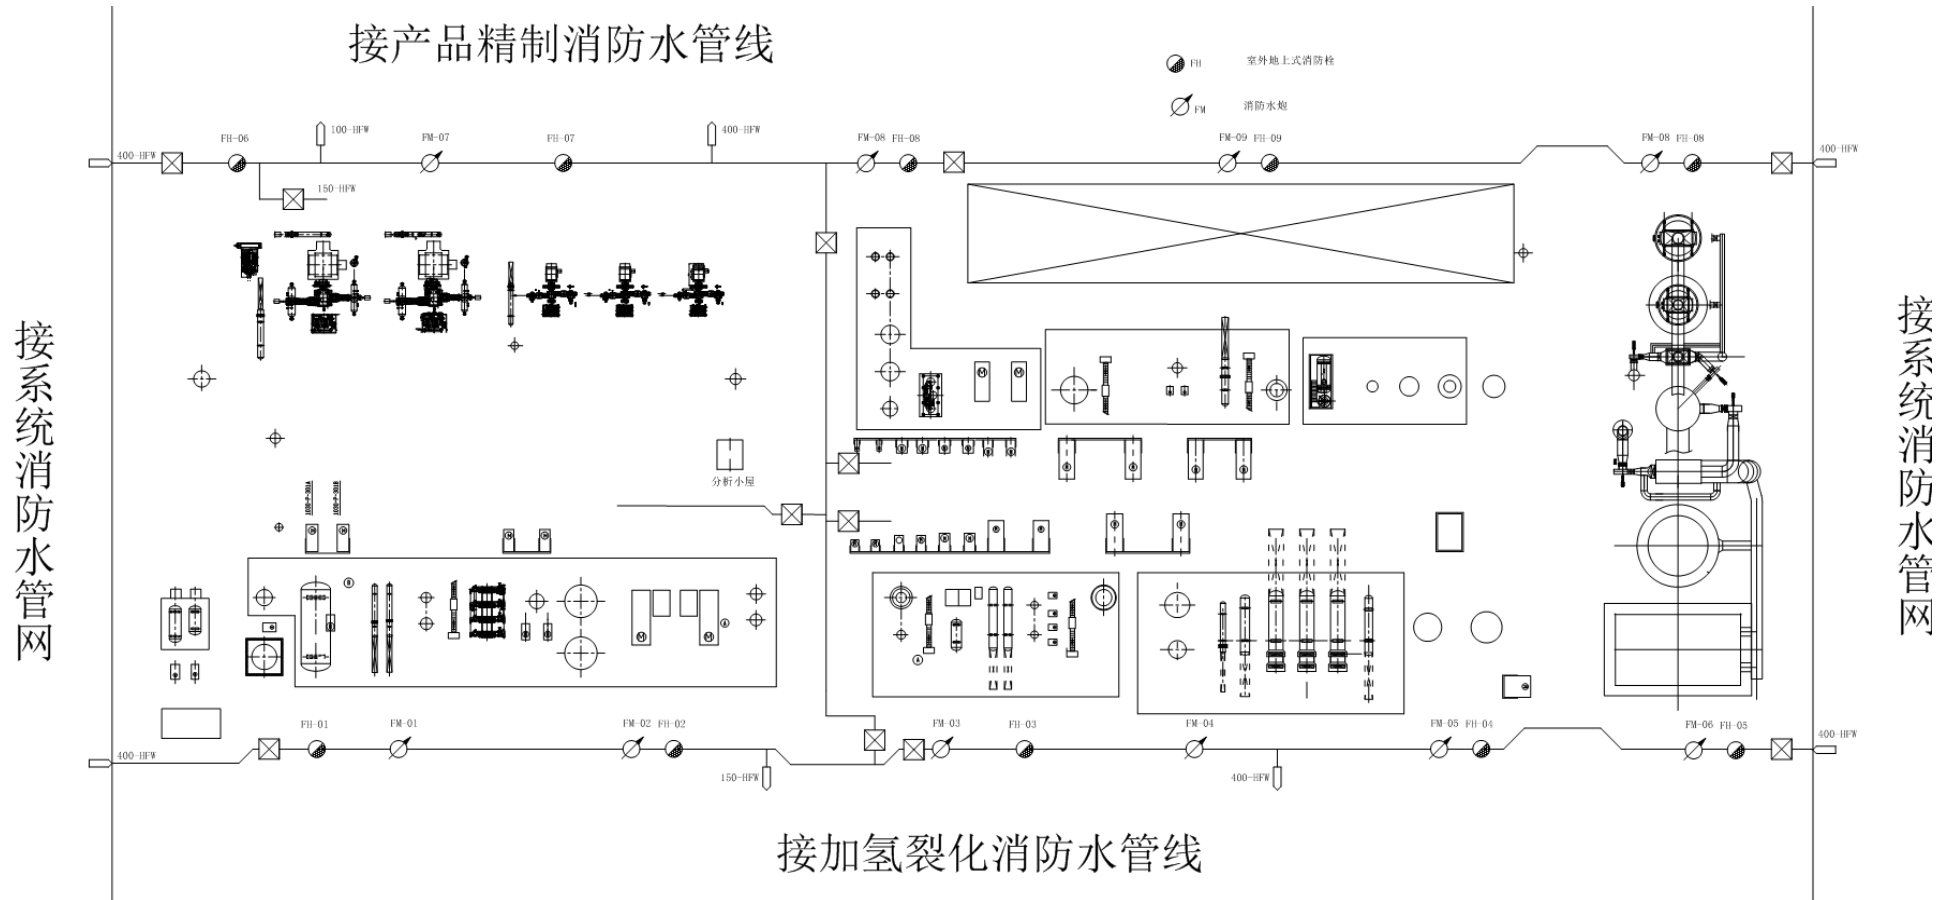 接产品精制消防水管线
FH 室外地上式消防栓
FM 消防水炮
400-HFW
FH-06
100-HFW
FM-07
FH-07
400-HFW
FM-08 FH-08
FM-09 FH-09
FM-08 FH-08
400-HFW
150-HFW
接系统消防水管网
接系统消防水管网
分析小屋
M
M
M
M
400-HFW
FH-01
FM-01
FM-02 FH-02
150-HFW
FM-03
FH-03
FM-04
400-HFW
FM-05 FH-04
FM-06 FH-05
400-HFW
接加氢裂化消防水管线